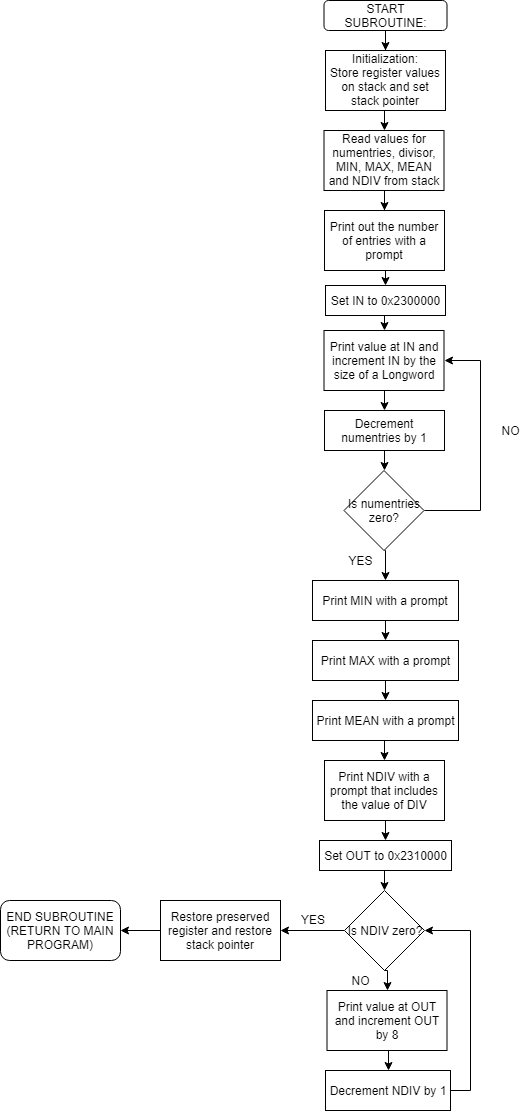 START
SUBROUTINE:
Initialization:
Store register values
on stack and set
stack pointer
Read values for
numentries, divisor,
MIN, MAX, MEAN
and NDIV from stack
Print out the number
of entries with a
prompt
Set IN to 0x2300000
Print value at IN and
increment IN by the
size of a Longword
Decrement
numentries by 1
NO
Is numentries
zero?
YES
Print MIN with a prompt
Print MAX with a prompt
Print MEAN with a prompt
Print NDIV with a
prompt that includes
the value of DIV
Set OUT to 0x2310000
Is NDIV zero?
YES
Restore preserved
register and restore
stack pointer
END SUBROUTINE
(RETURN TO MAIN
PROGRAM)
NO
Print value at OUT
and increment OUT
by 8
Decrement NDIV by 1